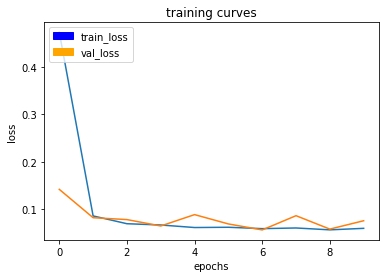 training curves
train_loss
val_loss
0.4
0.3
0.2
0.1
loss
0 2 4 6 8
epochs